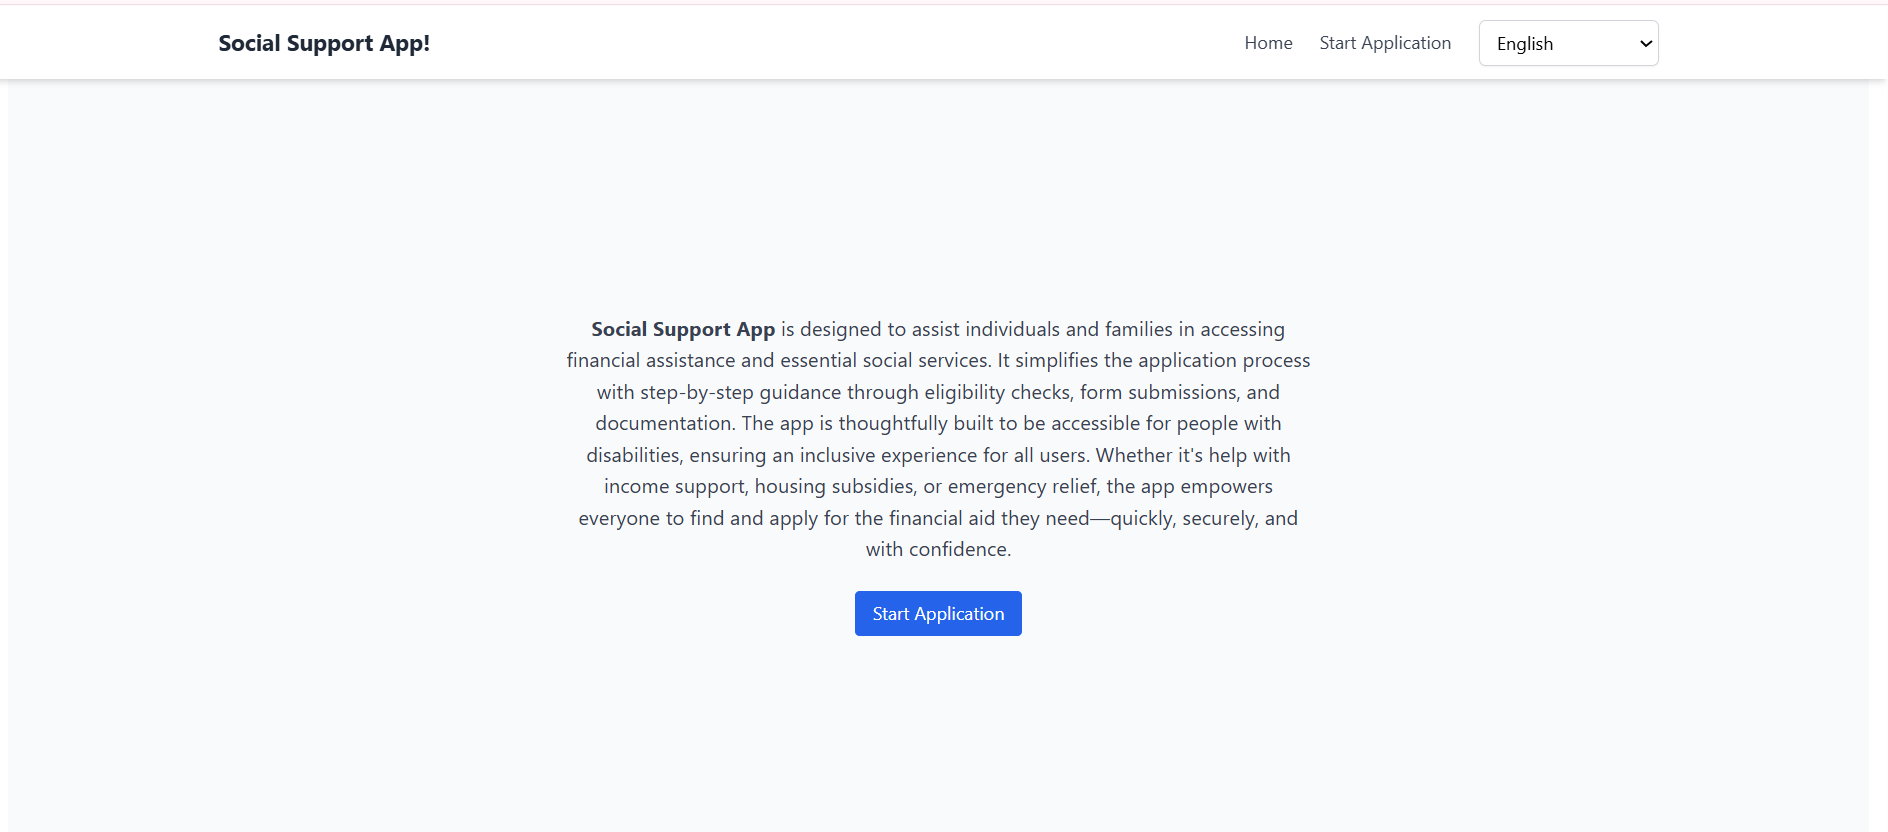 Social Support App!
Home
Start Application
English
Social Support App is designed to assist individuals and families in accessing
financial assistance and essential social services. It simplifies the application process
with step-by-step guidance through eligibility checks, form submissions, and
documentation. The app is thoughtfully built to be accessible for people with
disabilities, ensuring an inclusive experience for all users. Whether it's help with
income support, housing subsidies, or emergency relief, the app empowers
everyone to find and apply for the financial aid they need—quickly, securely, and
with confidence.
Start Application